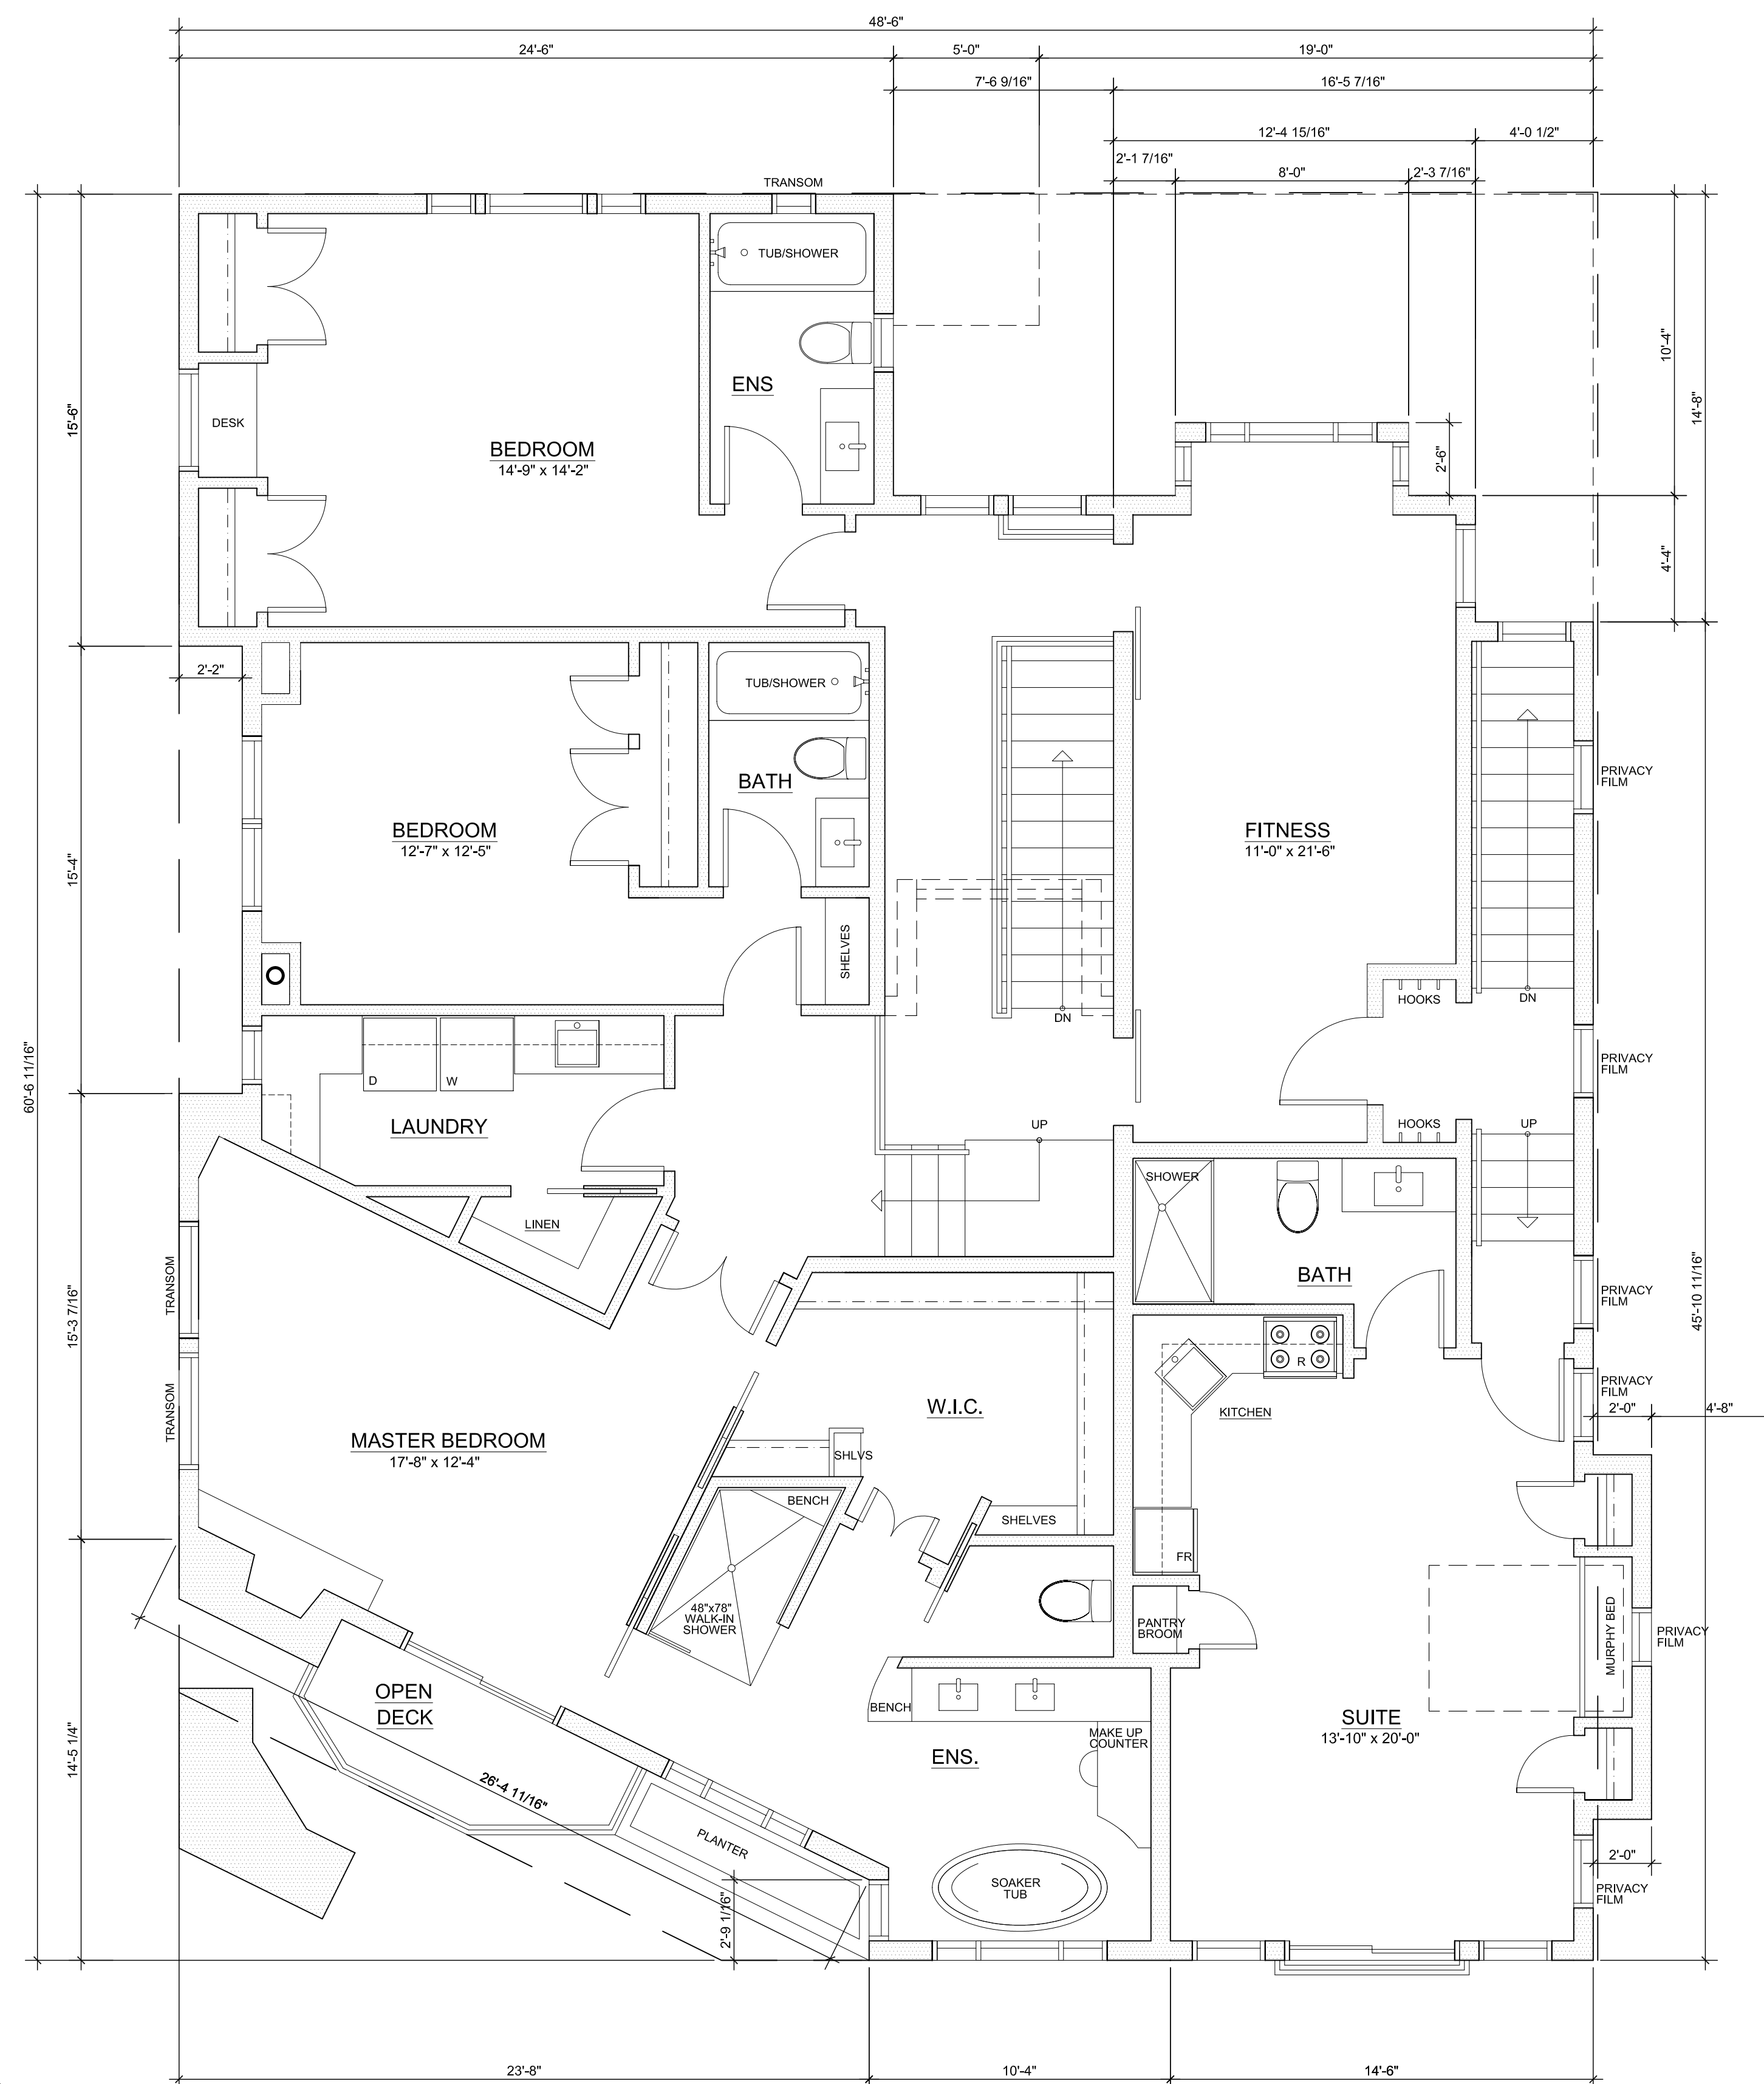 48'-6"
24'-6"
5'-0"
19'-0"
7'-6 9/16"
16'-5 7/16"
12'-4 15/16"
4'-0 1/2"
2'-1 7/16"
8'-0"
2'-3 7/16"
TRANSOM
TUB/SHOWER
ENS
DESK
BEDROOM
14'-9" x 14'-2"
15'-6"
10'-4"
14'-8"
2'-6"
4'-4"
2'-2"
TUB/SHOWER
BATH
BEDROOM
12'-7" x 12'-5"
15'-4"
SHELVES
FITNESS
11'-0" x 21'-6"
PRIVACY
FILM
HOOKS
DN
DN
60'-6 11/16"
D
W
LAUNDRY
PRIVACY
FILM
HOOKS
UP
UP
LINEN
SHOWER
BATH
TRANSOM
PRIVACY
FILM
45'-10 11/16"
15'-3 7/16"
TRANSOM
R
KITCHEN
PRIVACY
FILM
2'-0"
4'-8"
W.I.C.
MASTER BEDROOM
17'-8" x 12'-4"
SHLVS
BENCH
SHELVES
FR
48"x78"
WALK-IN
SHOWER
PANTRY
BROOM
MURPHY BED
PRIVACY
FILM
OPEN
DECK
BENCH
SUITE
13'-10" x 20'-0"
MAKE UP
COUNTER
ENS.
14'-5 1/4"
26'-4 11/16"
PLANTER
2'-0"
SOAKER
TUB
PRIVACY
FILM
2'-9 1/16"
23'-8"
10'-4"
14'-6"